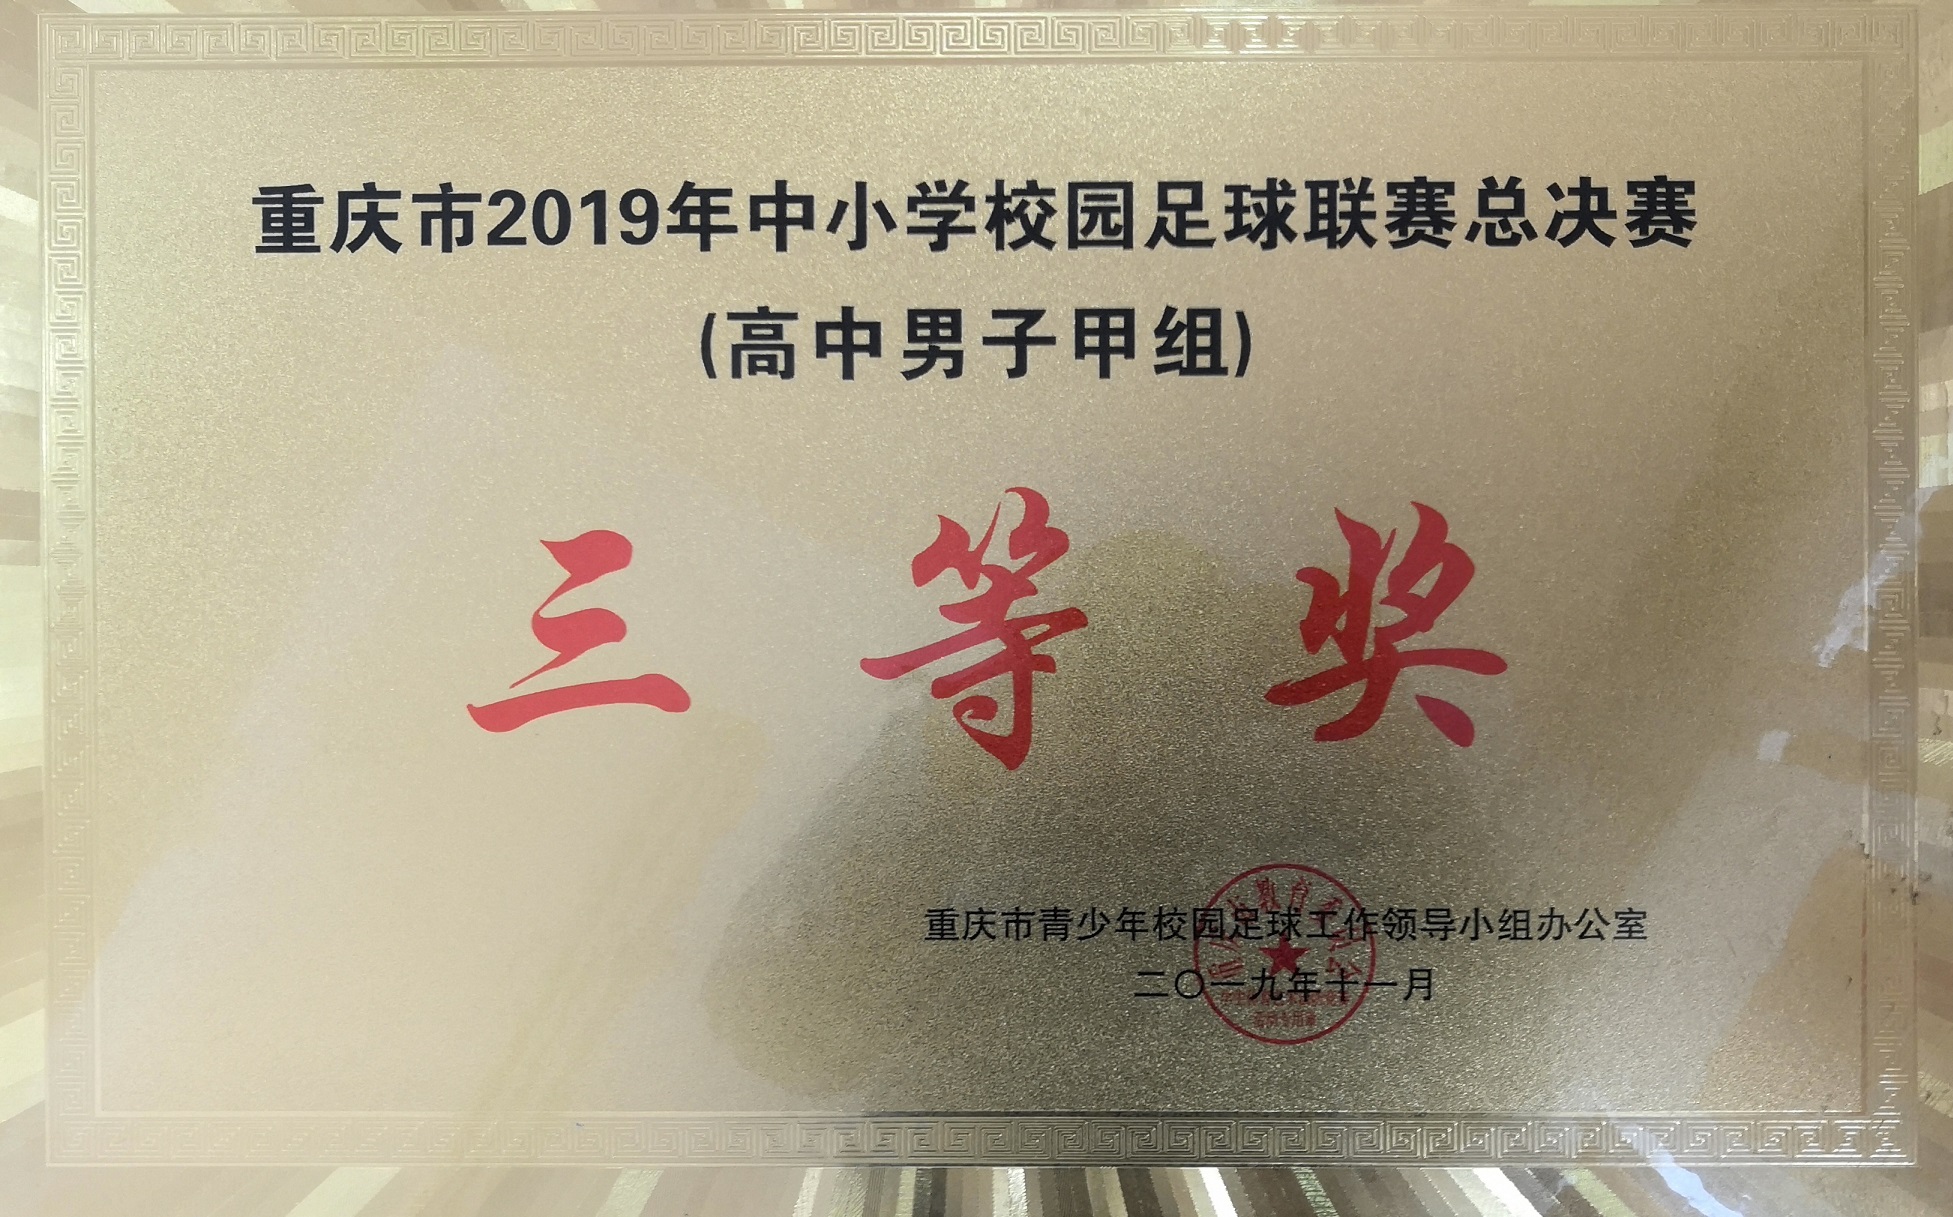 重庆市2019年中小学校园足球联赛总决赛
(高中男子甲组)
三等奖
重庆市青少年校园足球工作领导小组办公室
二〇一九年十一月